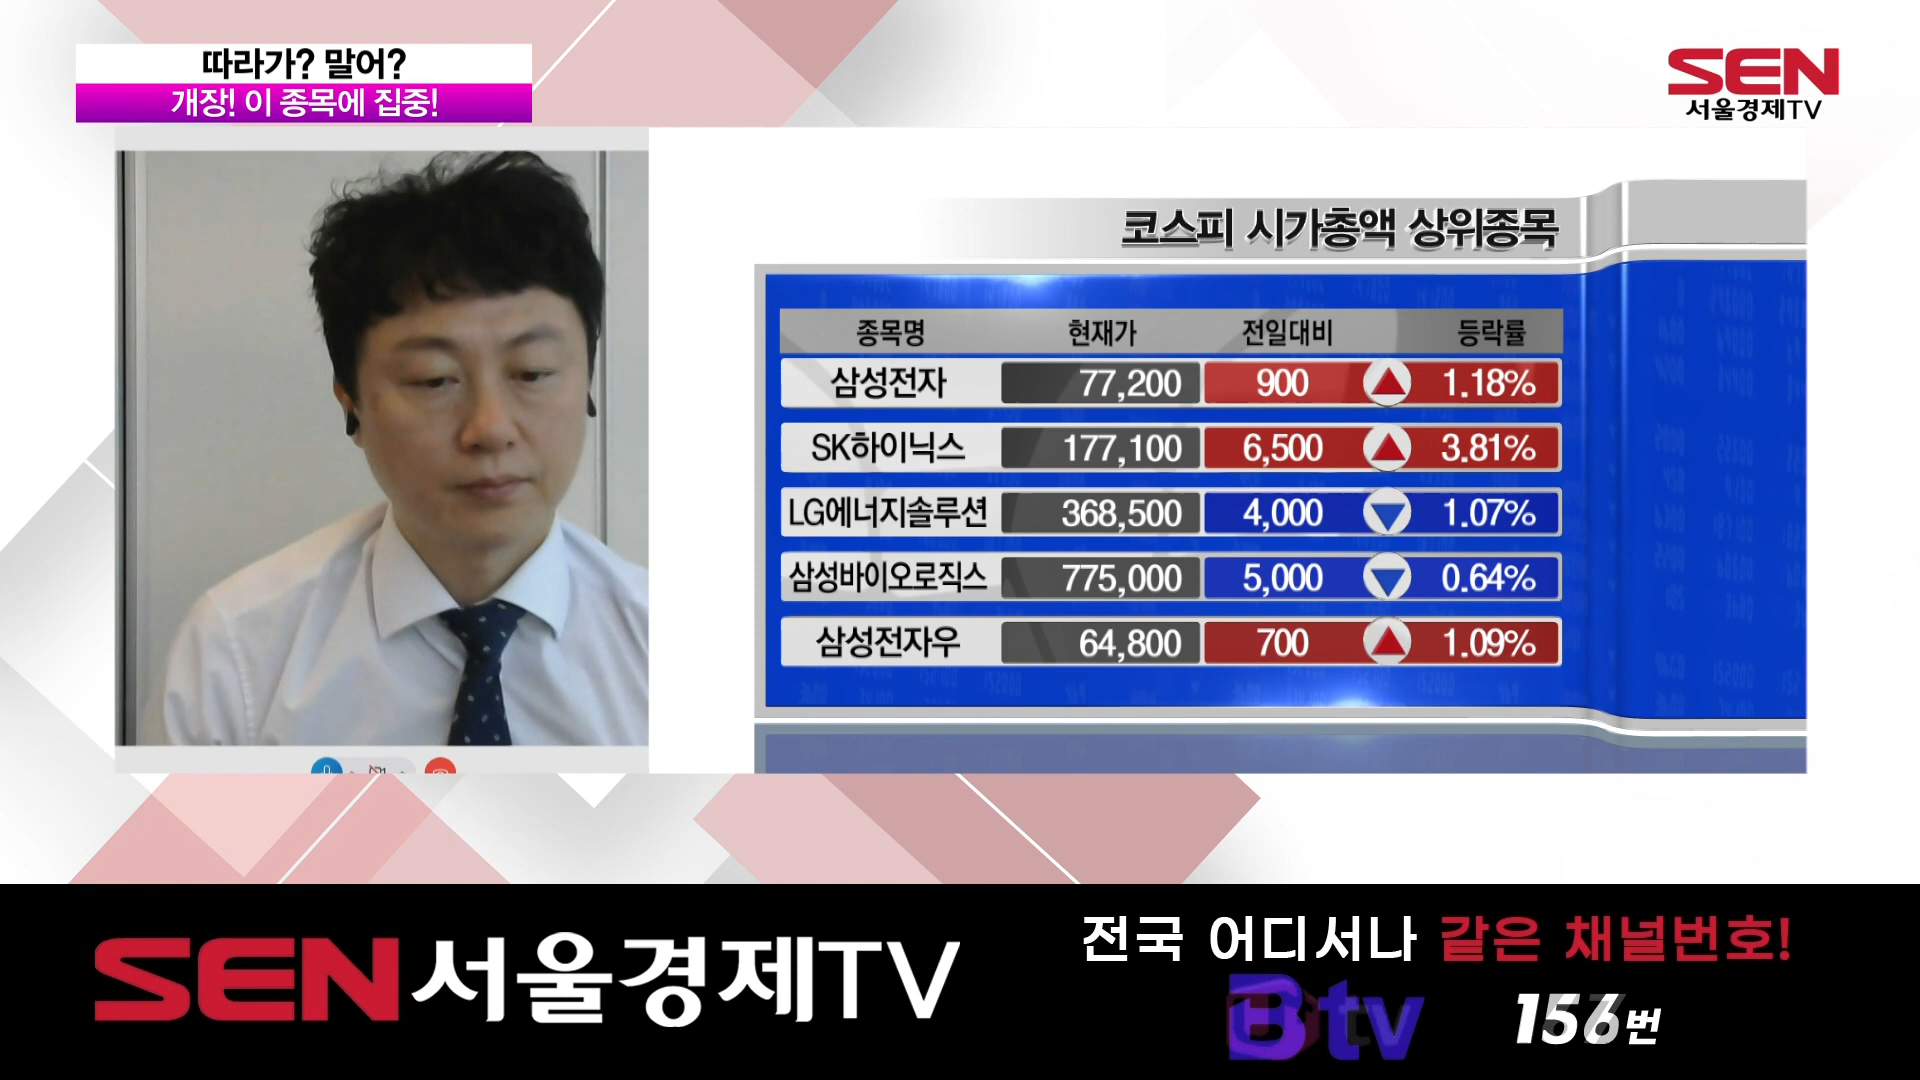 따라가? 말어?
개장! 이 종목에 집중!
SEN
서울경제TV
코스피 시가총액 상위종목
종목명 현재가 전일대비 등락률
삼성전자 77,200 900 ▲ 1.18%
SK하이닉스 177,100 6,500 ▲ 3.81%
LG에너지솔루션 368,500 4,000 ▼ 1.07%
삼성바이오로직스 775,000 5,000 ▼ 0.64%
삼성전자우 64,800 700 ▲ 1.09%
SEN서울경제TV
전국 어디서나 같은 채널번호!
B tv
번